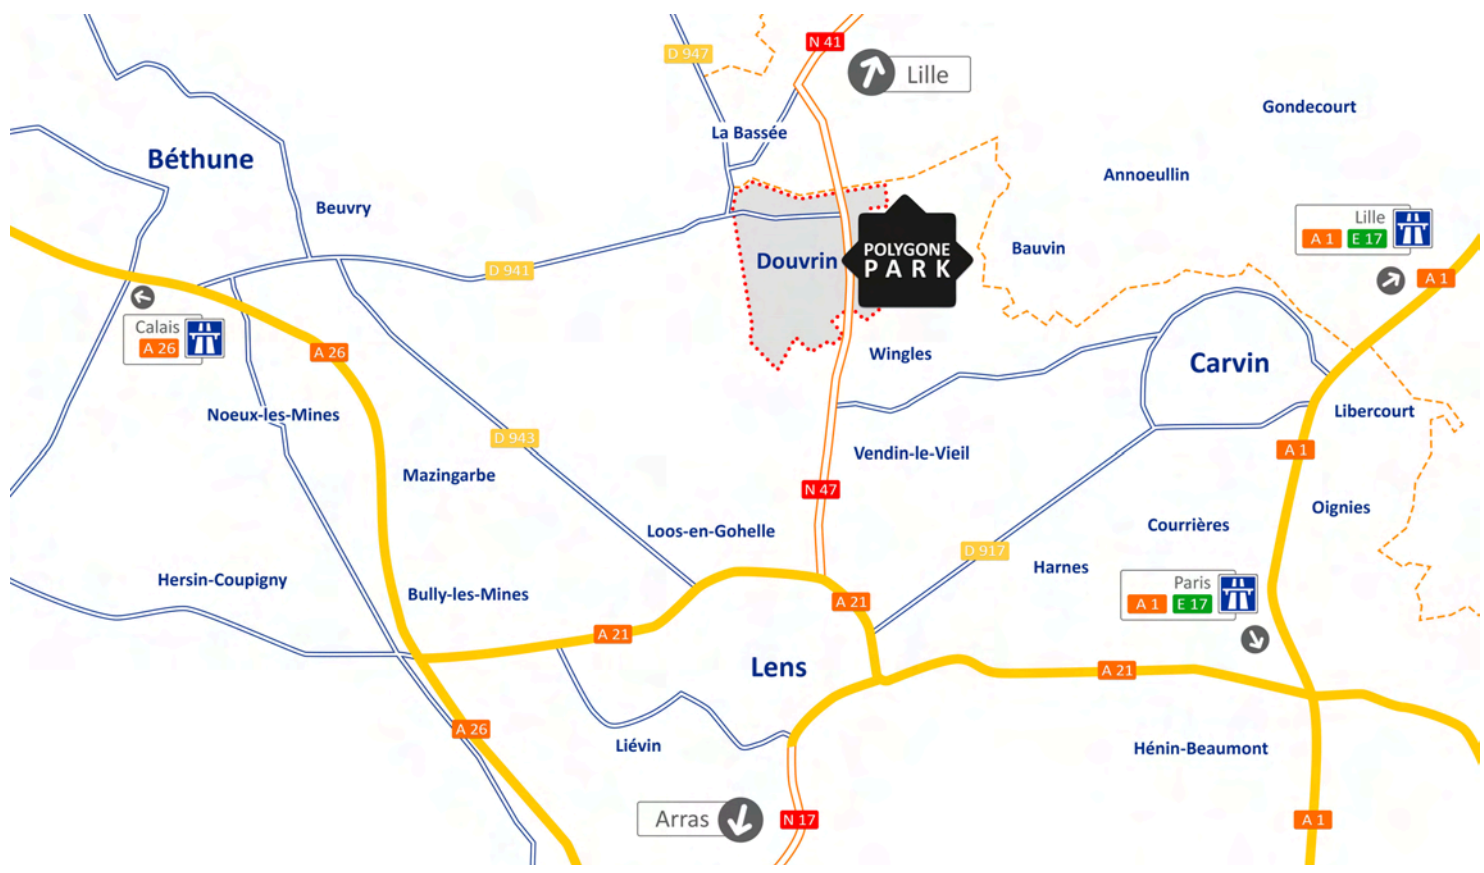 N 41
D 947
Lille
Gondecourt
La Bassée
Béthune
Annoeullin
Beuvry
Lille
A 1 E 17
Bauvin
POLYGONE
PARK
Douvrin
D 941
A 1
Calais
A 26
A 26
Wingles
Carvin
Libercourt
Noeux-les-Mines
D 943
A 1
Vendin-le-Vieil
Mazingarbe
N 47
Oignies
Courrières
Loos-en-Gohelle
D 917
Harnes
Hersin-Coupigny
Paris
A 1 E 17
Bully-les-Mines
A 21
A 21
Lens
A 21
A 26
Liévin
Hénin-Beaumont
Arras
N 17
A 1